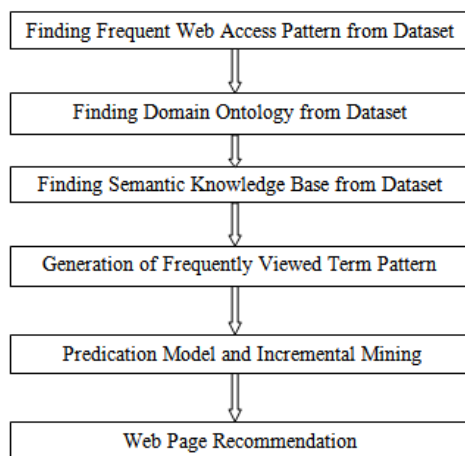 Finding Frequent Web Access Pattern from Dataset
Finding Domain Ontology from Dataset
Finding Semantic Knowledge Base from Dataset
Generation of Frequently Viewed Term Pattern
Predication Model and Incremental Mining
Web Page Recommendation